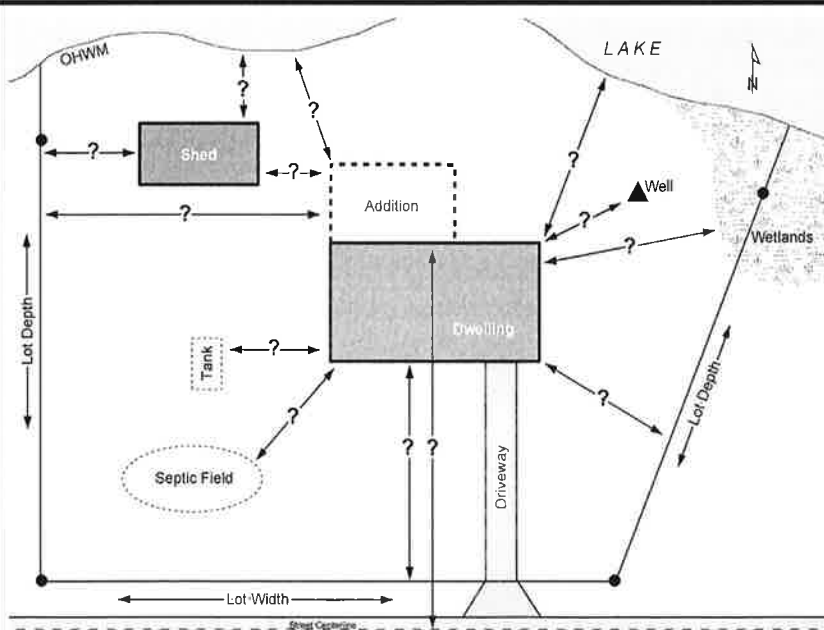 OHWM
LAKE
N
?
?
?
Shed
?
?
?
Well
?
Addition
?
?
Wetlands
Dwelling
Lot Depth
Tank
?
?
?
Lot Depth
?
?
?
Septic Field
Driveway
Lot Width
Street Centerline